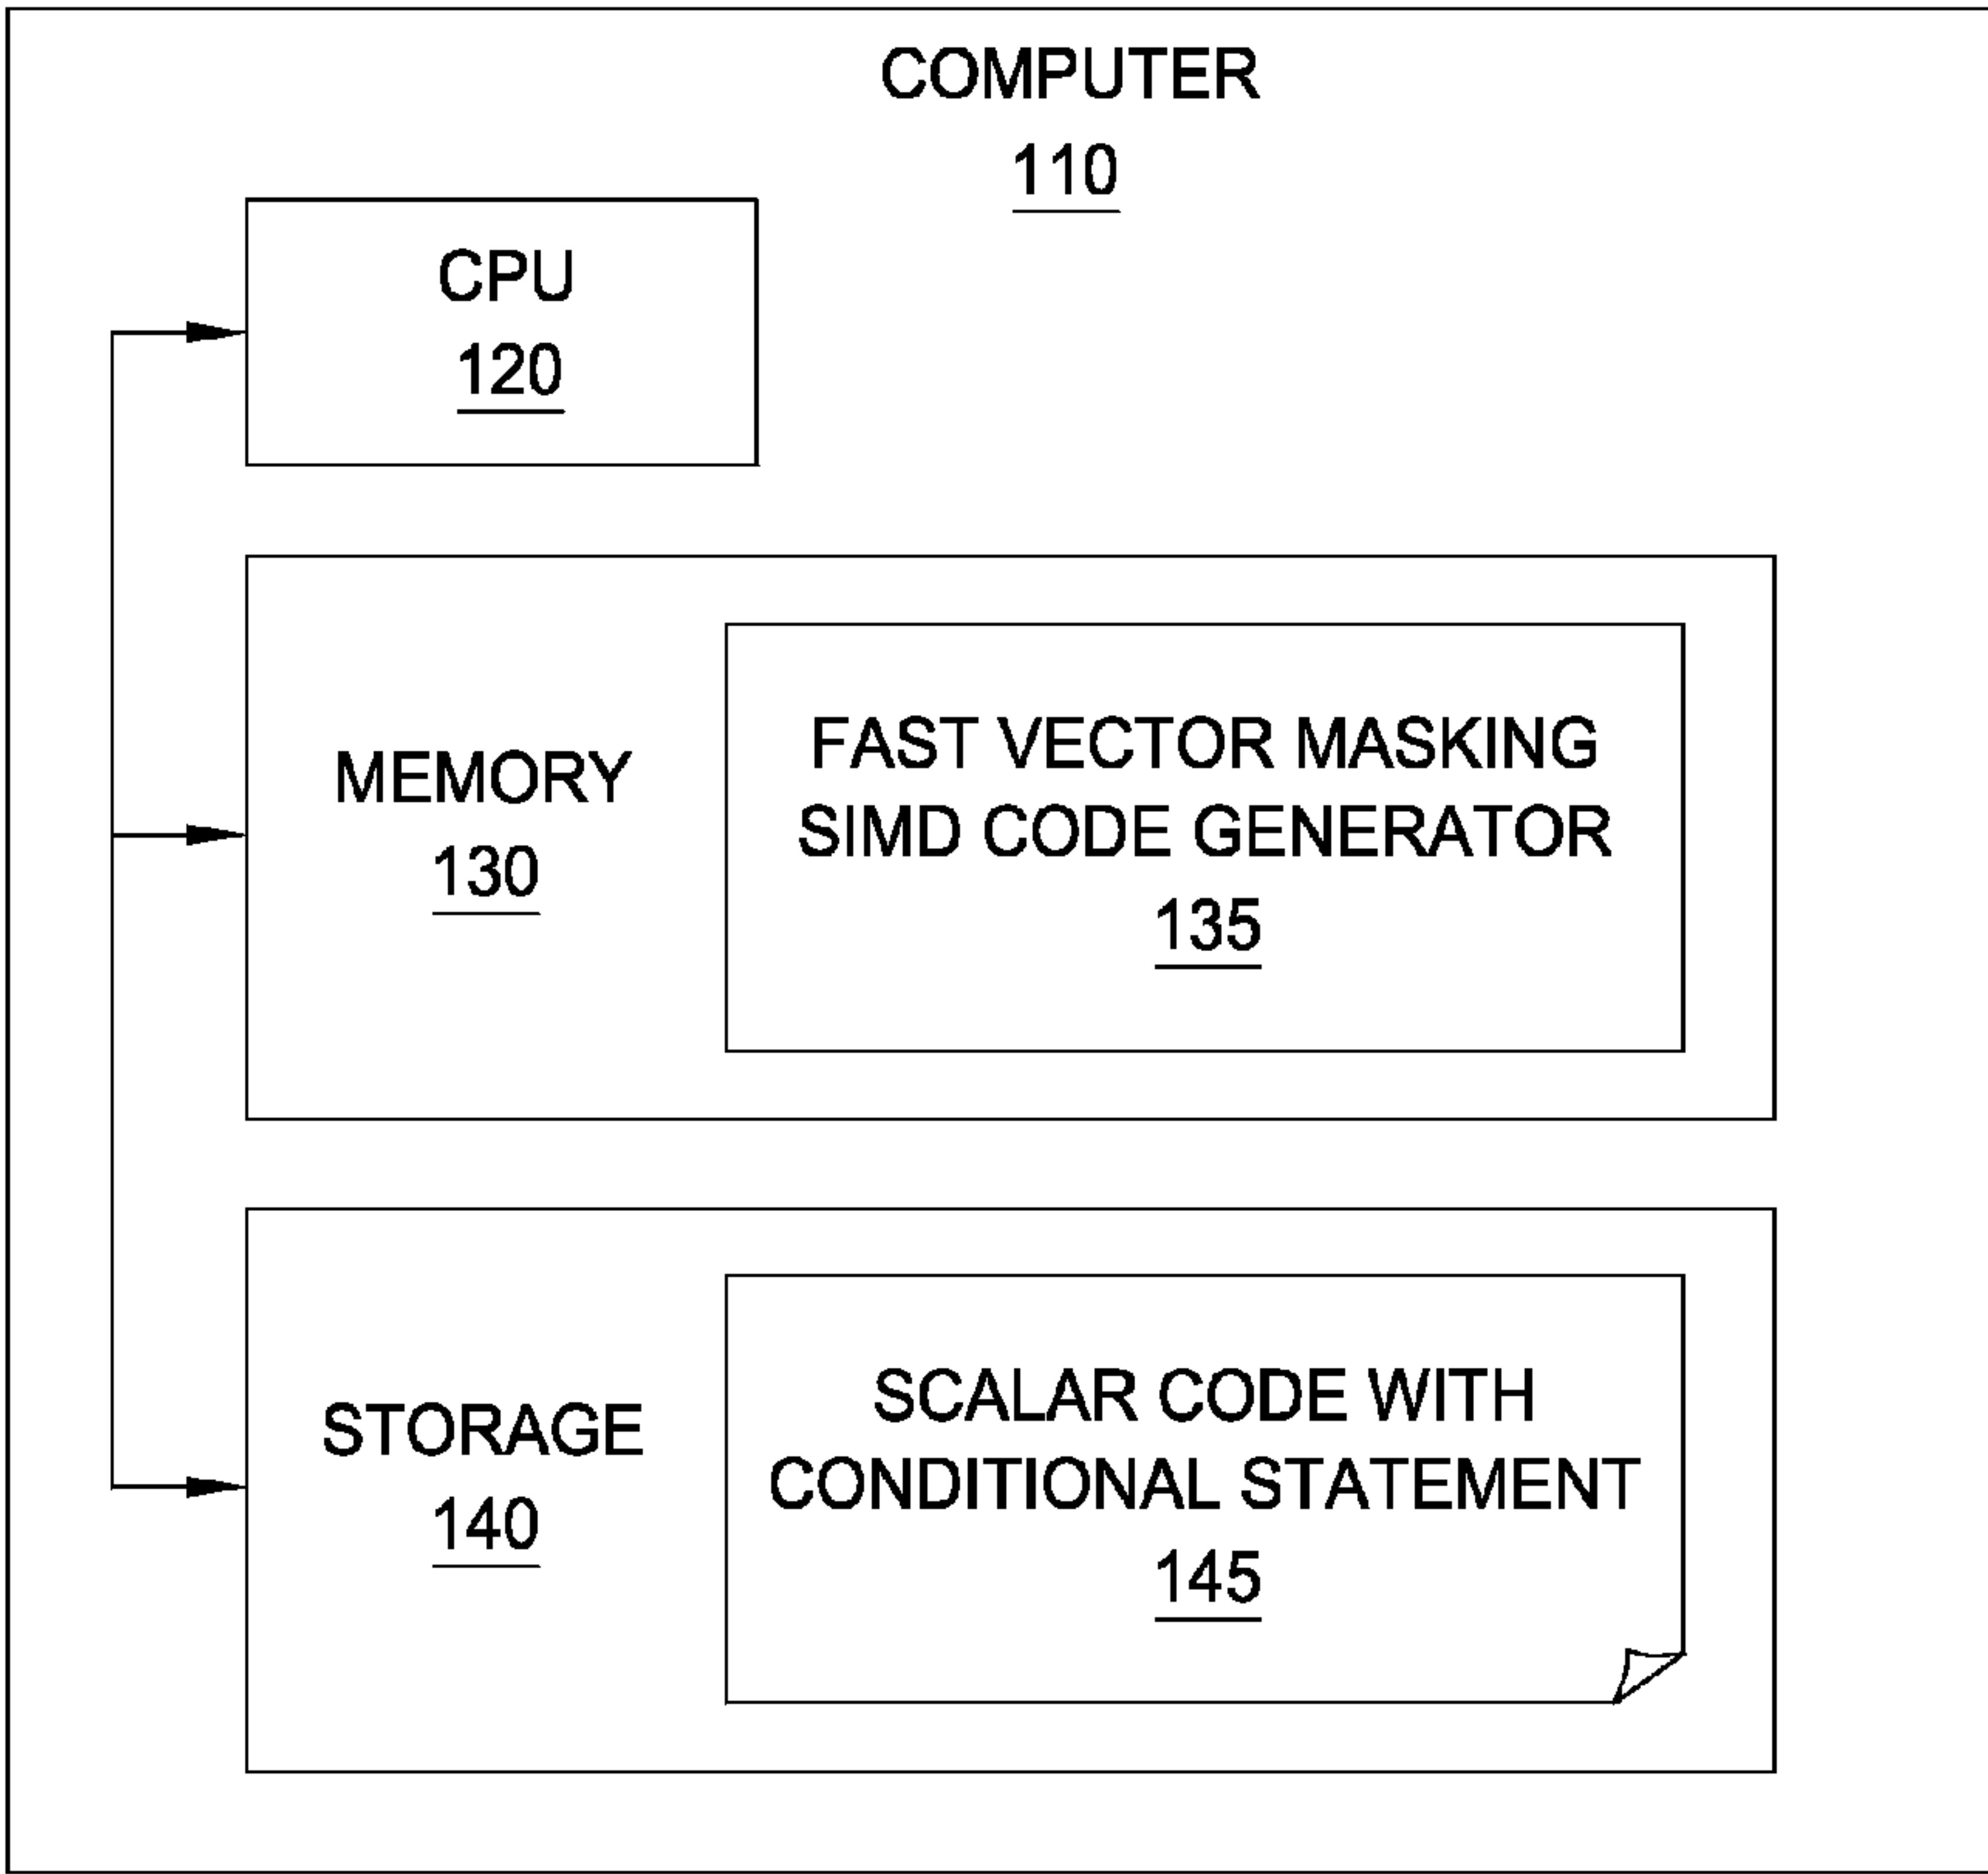 COMPUTER
110
CPU
120
MEMORY
130
FAST VECTOR MASKING
SIMD CODE GENERATOR
135
STORAGE
140
SCALAR CODE WITH
CONDITIONAL STATEMENT
145